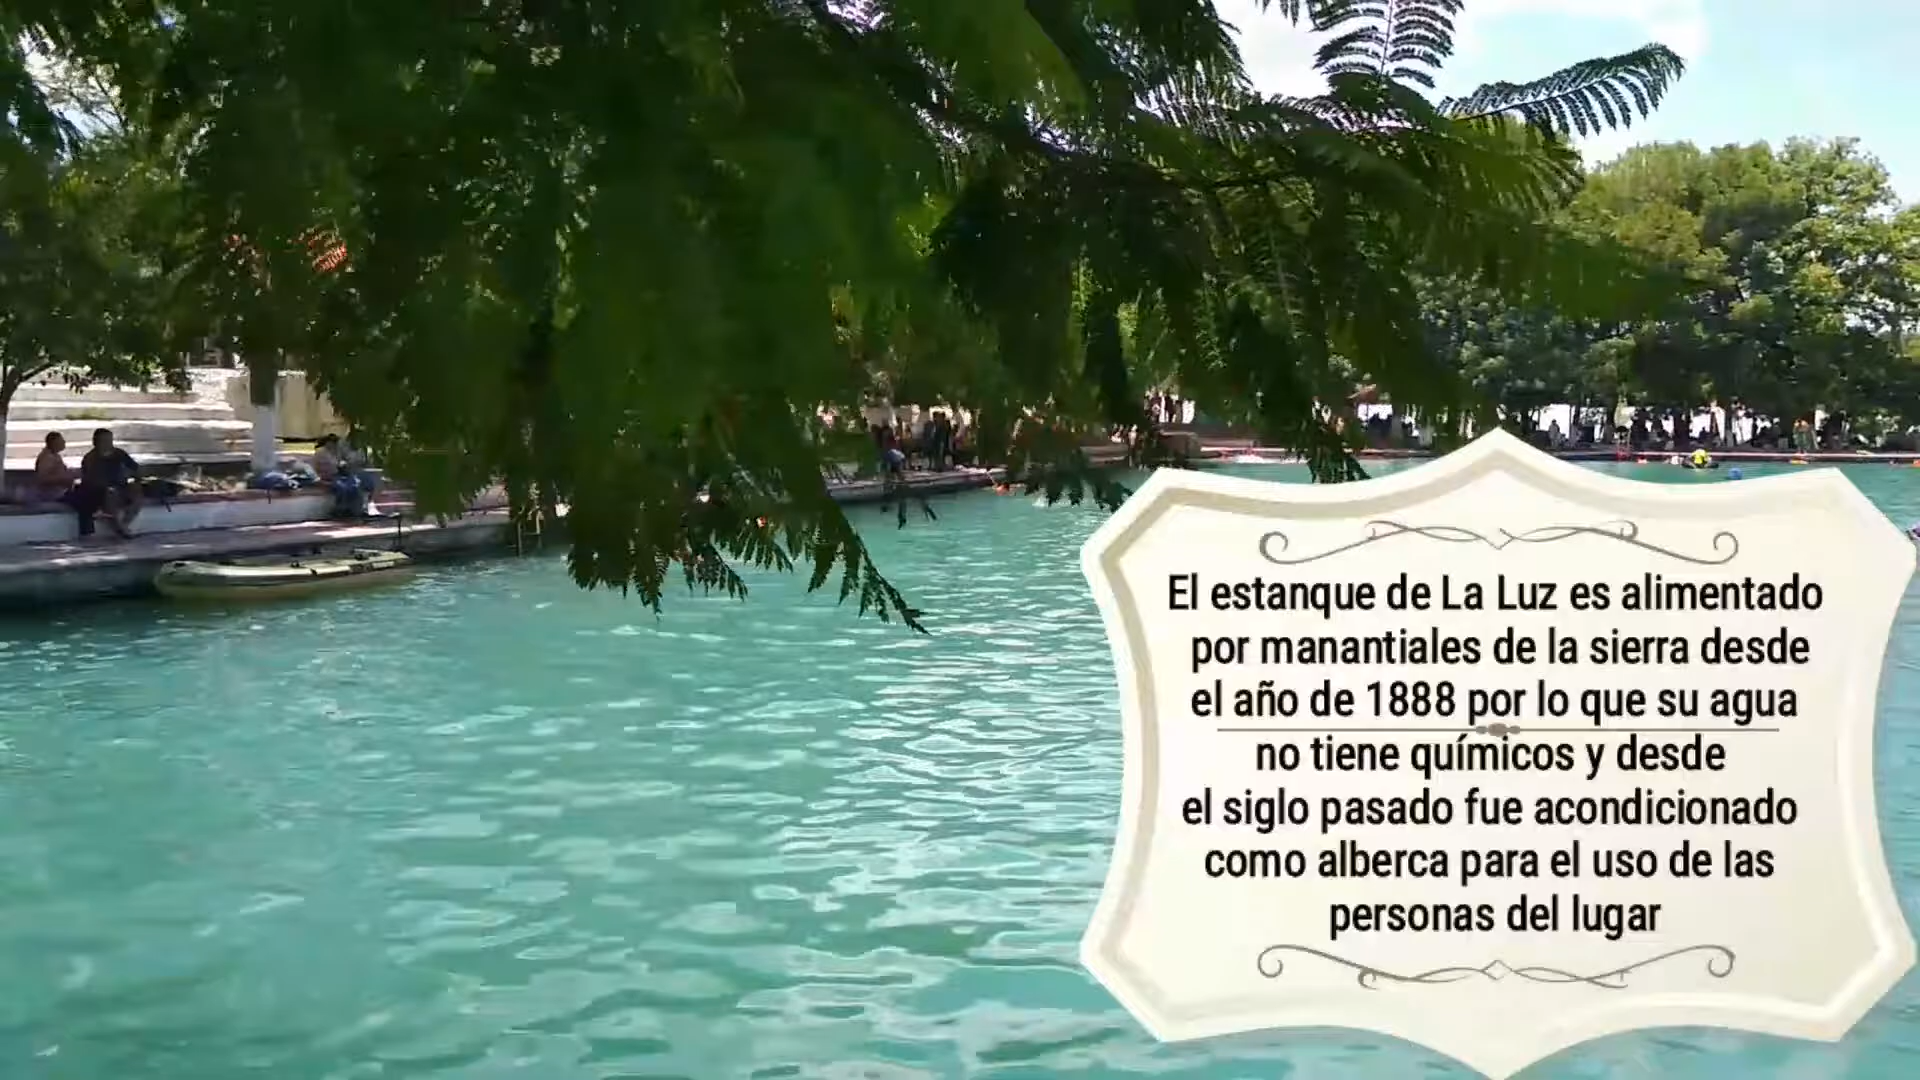 El estanque de La Luz es alimentado
por manantiales de la sierra desde
el año de 1888 por lo que su agua
no tiene químicos y desde
el siglo pasado fue acondicionado
como alberca para el uso de las
personas del lugar